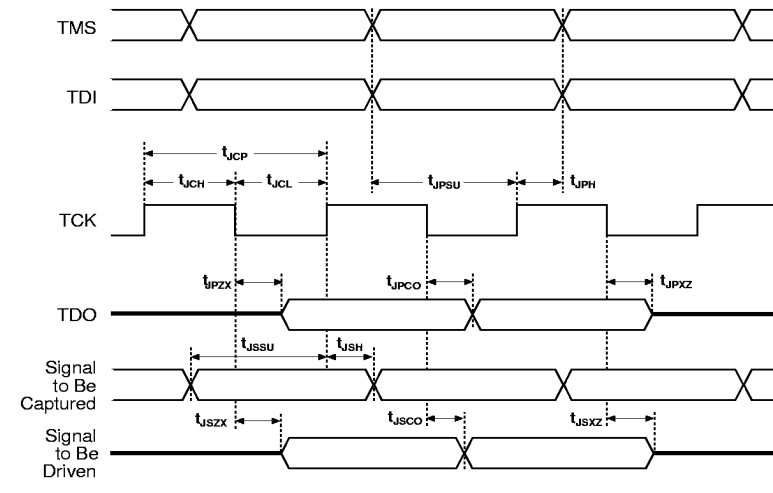 TMS
TDI
tJCP
tJCH
tJCL
tJPSU
tJPH
TCK
tJPZX
tJPCO
tJPXZ
TDO
tJSSU
tJSH
Signal
to Be
Captured
tJSZX
tJSCO
tJSXZ
Signal
to Be
Driven